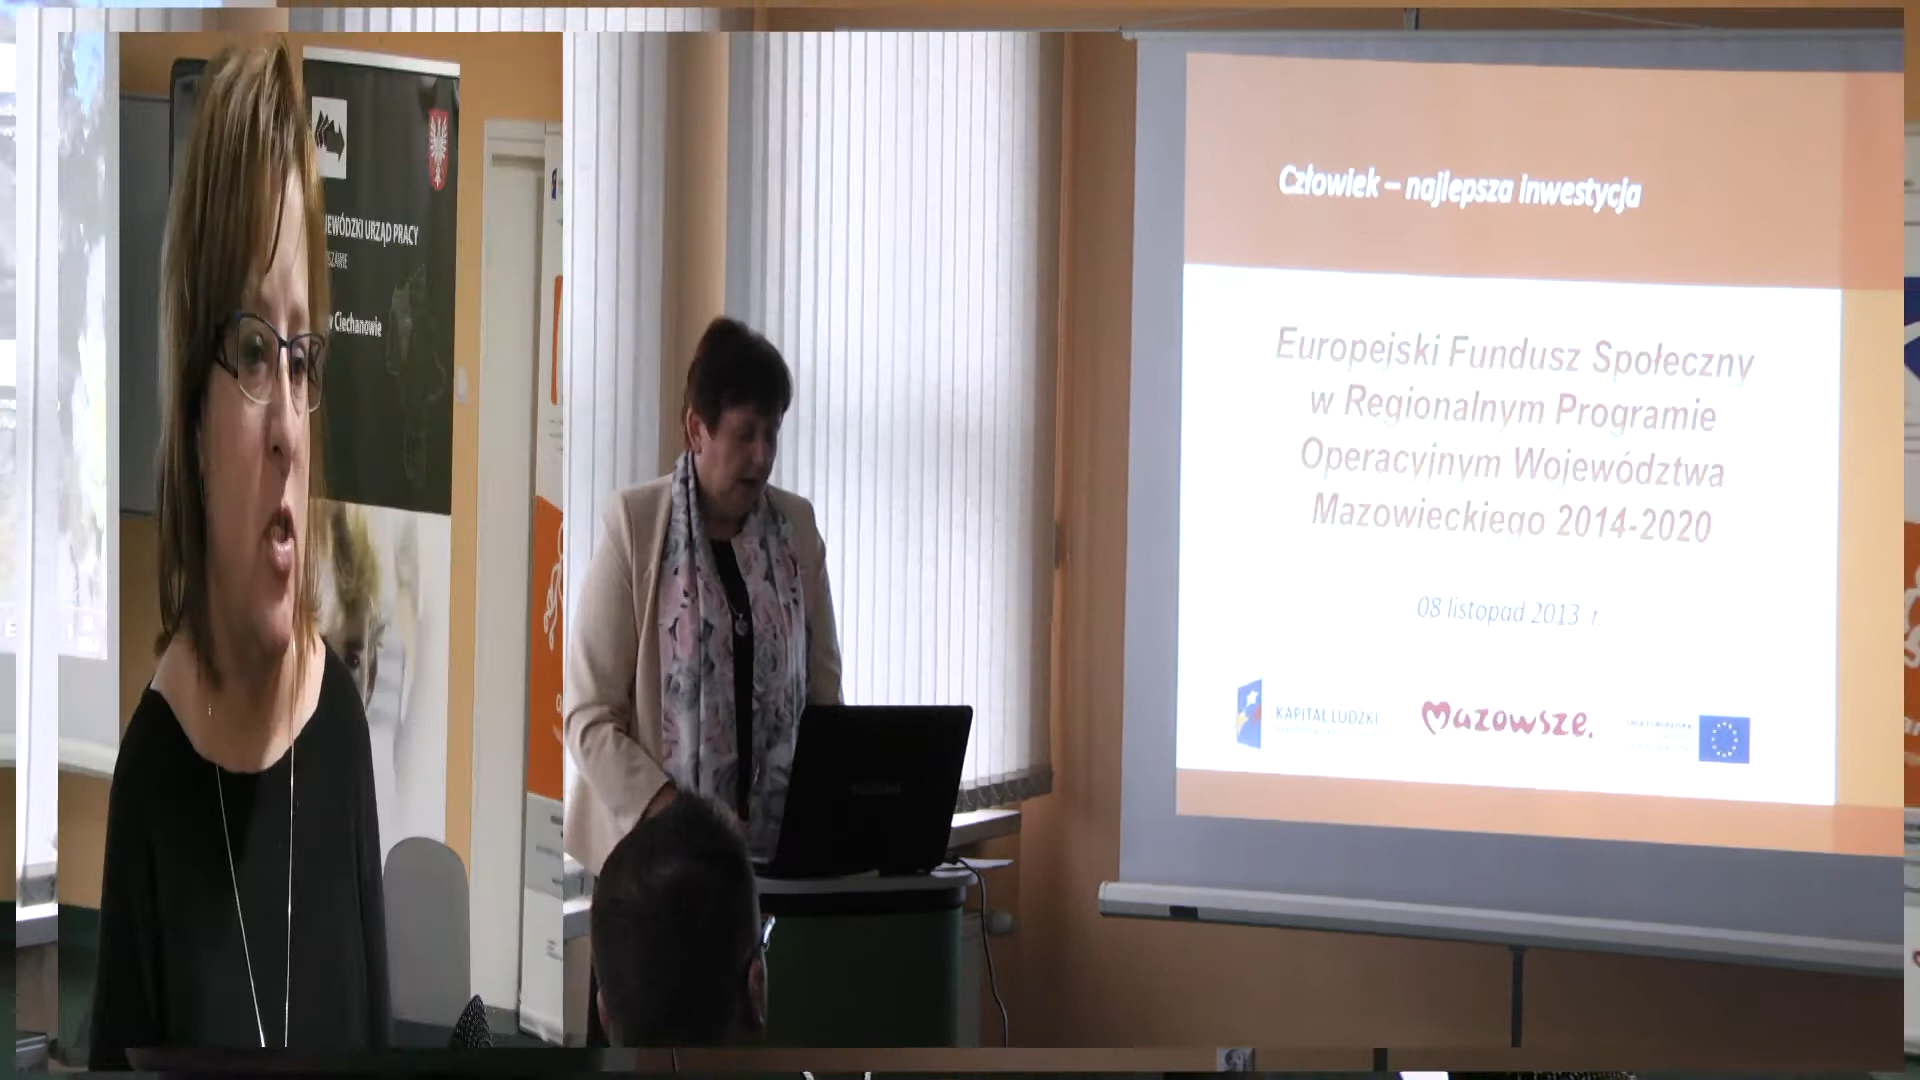 EWÓDZKI URZĄD PRACY
w Ciechanowie
Człowiek – najlepsza inwestycja
Europejski Fundusz Społeczny
w Regionalnym Programie
Operacyjnym Województwa
Mazowieckiego 2014-2020
08 listopad 2013 r.
KAPITAŁ LUDZKI
Mazowsze.